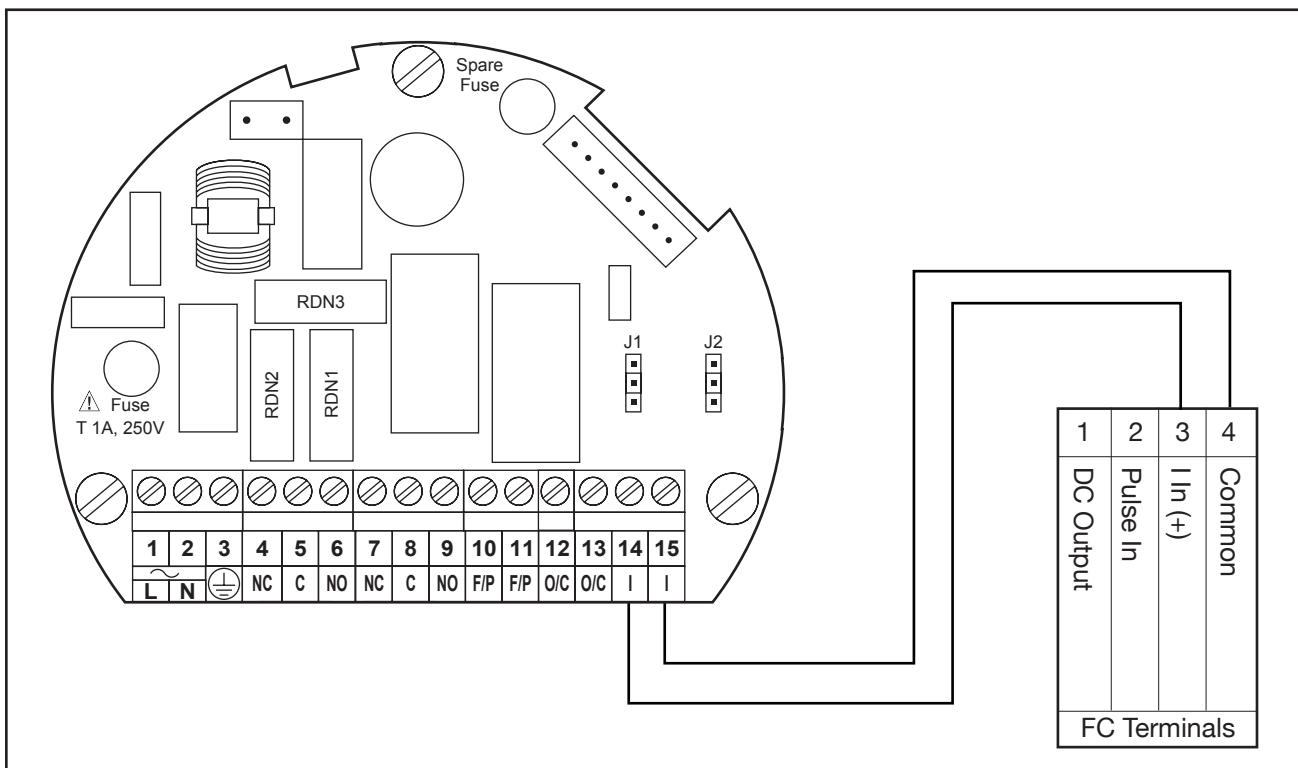 Spare
Fuse
RDN3
J1 J2
RDN2
RDN1
Fuse
T 1A, 250V
1 2 3 4 5 6 7 8 9 10 11 12 13 14 15
L N NC C NO NC C NO F/P F/P O/C O/C I I
1 2 3 4
DC Output
Pulse In
I In (+)
Common
FC Terminals